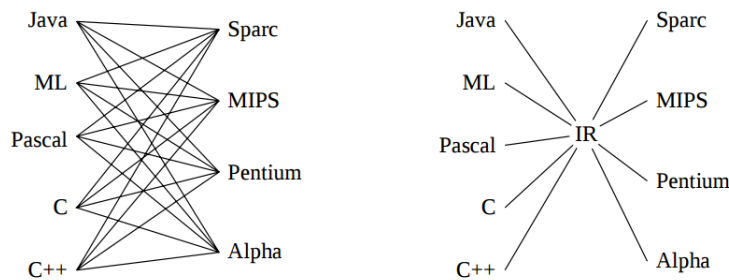 Java
Sparc
ML
MIPS
Pascal
Pentium
C
Alpha
C++
Java
Sparc
ML
MIPS
IR
Pascal
Pentium
C
Alpha
C++